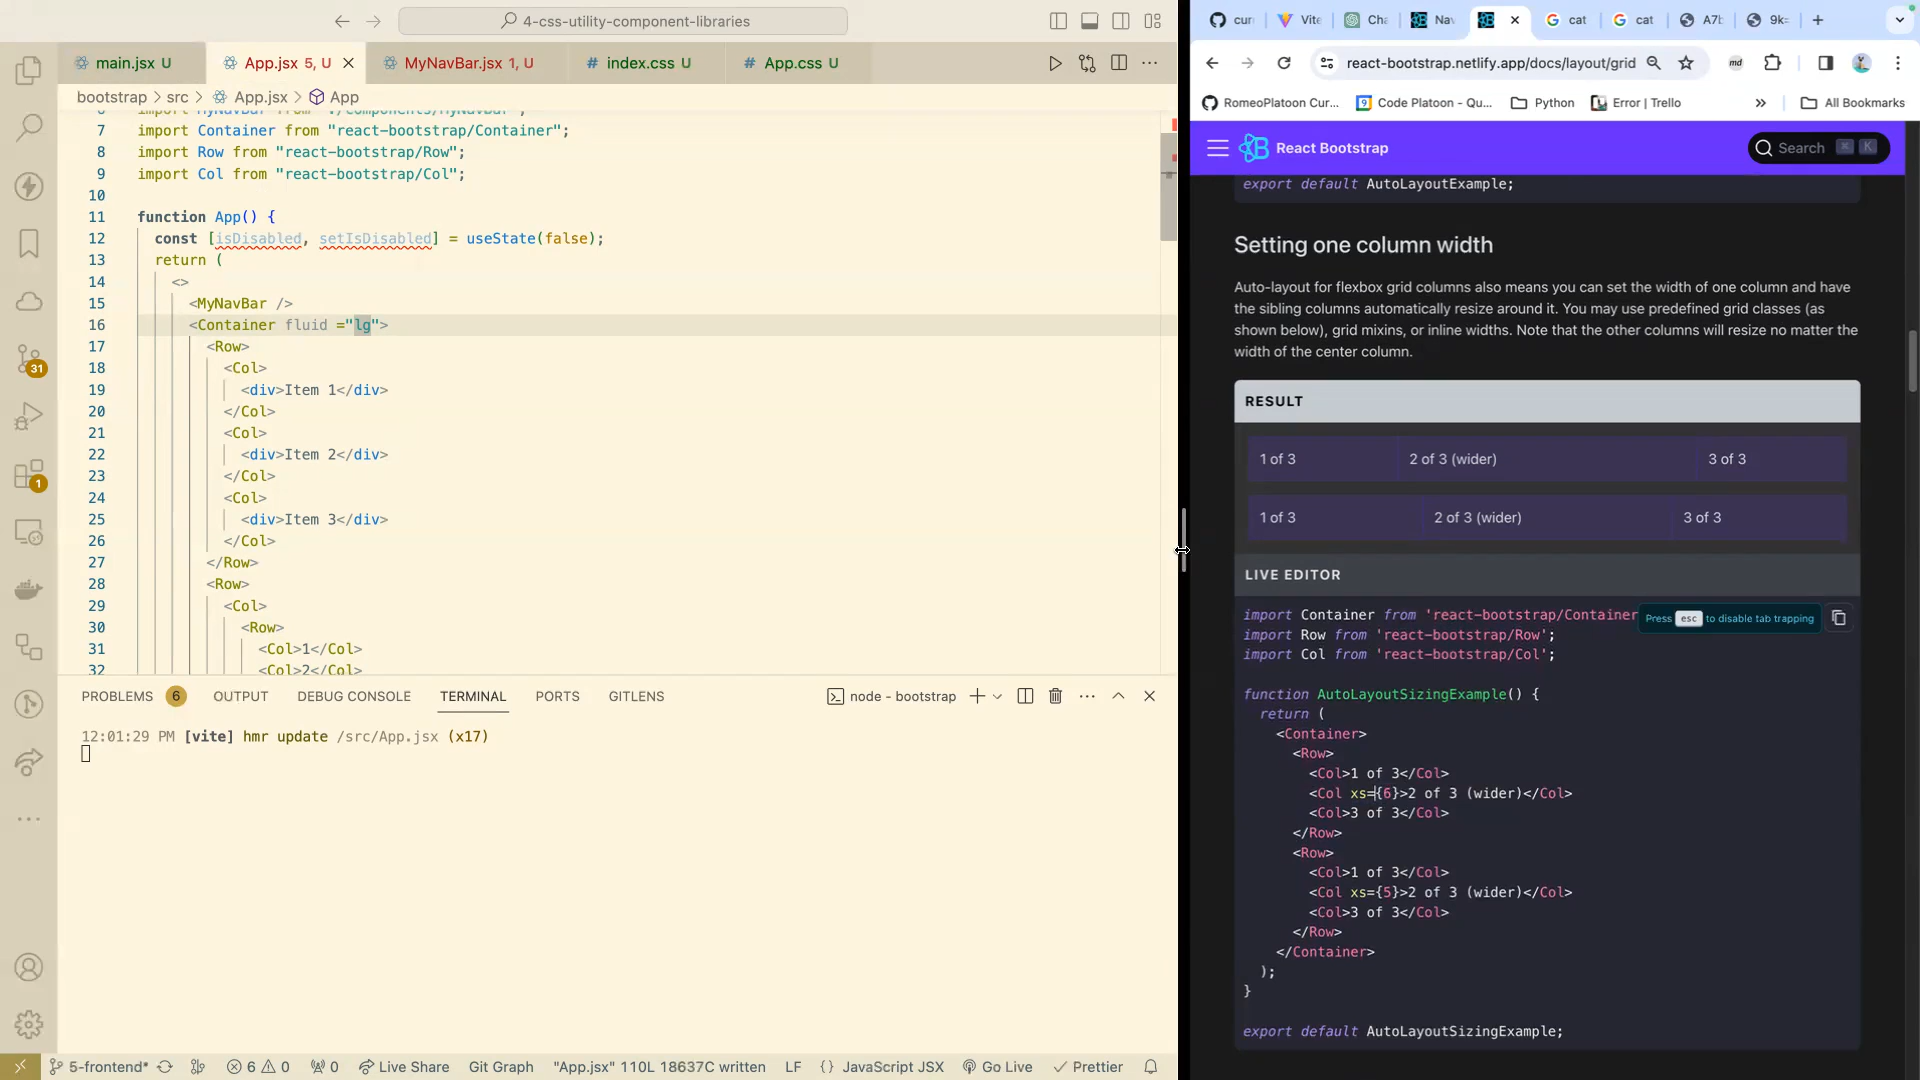 4-css-utility-component-libraries
main.jsx U
App.jsx 5, U
MyNavBar.jsx 1, U
index.css U
App.css U
bootstrap > src > App.jsx > App
7 import Container from "react-bootstrap/Container";
8 import Row from "react-bootstrap/Row";
9 import Col from "react-bootstrap/Col";
10
11 function App() {
12 const [isDisabled, setIsDisabled] = useState(false);
13 return (
14 <>
15 <MyNavBar />
16 <Container fluid ="lg">
17 <Row>
18 <Col>
19 <div>Item 1</div>
20 </Col>
21 <Col>
22 <div>Item 2</div>
23 </Col>
24 <Col>
25 <div>Item 3</div>
26 </Col>
27 </Row>
28 <Row>
29 <Col>
30 <Row>
31 <Col>1</Col>
32 <Col>2</Col>
31
1
PROBLEMS 6
OUTPUT
DEBUG CONSOLE
TERMINAL
PORTS
GITLENS
node - bootstrap
12:01:29 PM [vite] hmr update /src/App.jsx (x17)
5-frontend*
6 0
0
Live Share
Git Graph
"App.jsx" 110L 18637C written
LF
{} JavaScript JSX
Go Live
Prettier
cur
Vite
Cha
Nav
cat
cat
A7b
9k=
react-bootstrap.netlify.app/docs/layout/grid
RomeoPlatoon Cur...
Code Platoon - Qu...
Python
Error | Trello
»
All Bookmarks
React Bootstrap
Search ⌘ K
export default AutoLayoutExample;
Setting one column width
Auto-layout for flexbox grid columns also means you can set the width of one column and have
the sibling columns automatically resize around it. You may use predefined grid classes (as
shown below), grid mixins, or inline widths. Note that the other columns will resize no matter the
width of the center column.
RESULT
1 of 3 2 of 3 (wider) 3 of 3
1 of 3 2 of 3 (wider) 3 of 3
LIVE EDITOR
import Container from 'react-bootstrap/Container
Press esc to disable tab trapping
import Row from 'react-bootstrap/Row';
import Col from 'react-bootstrap/Col';
function AutoLayoutSizingExample() {
return (
<Container>
<Row>
<Col>1 of 3</Col>
<Col xs={6}>2 of 3 (wider)</Col>
<Col>3 of 3</Col>
</Row>
<Row>
<Col>1 of 3</Col>
<Col xs={5}>2 of 3 (wider)</Col>
<Col>3 of 3</Col>
</Row>
</Container>
);
}
export default AutoLayoutSizingExample;